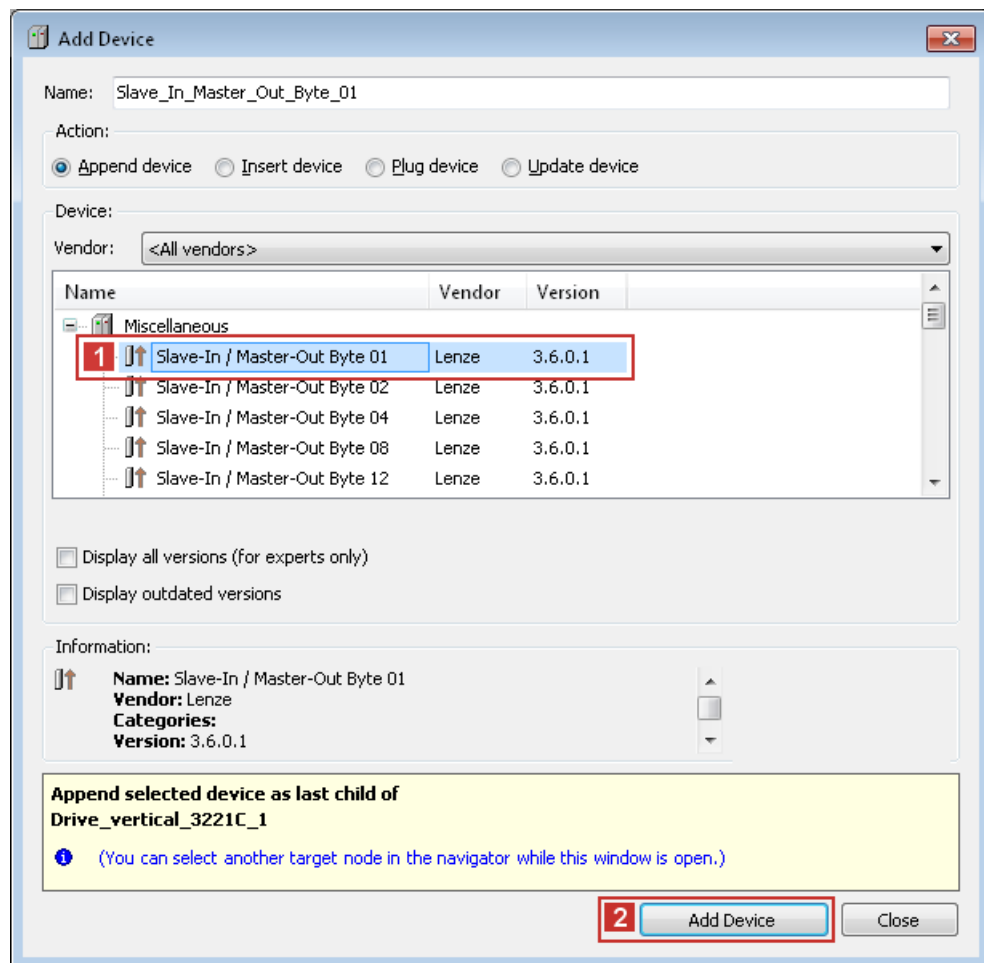 Add Device
Name: Slave_In_Master_Out_Byte_01
Action:
Append device Insert device Plug device Update device
Device:
Vendor: <All vendors>
Name Vendor Version
Miscellaneous
1 Slave-In / Master-Out Byte 01 Lenze 3.6.0.1
Slave-In / Master-Out Byte 02 Lenze 3.6.0.1
Slave-In / Master-Out Byte 04 Lenze 3.6.0.1
Slave-In / Master-Out Byte 08 Lenze 3.6.0.1
Slave-In / Master-Out Byte 12 Lenze 3.6.0.1
Display all versions (for experts only)
Display outdated versions
Information:
Name: Slave-In / Master-Out Byte 01
Vendor: Lenze
Categories:
Version: 3.6.0.1
Append selected device as last child of
Drive_vertical_3221C_1
(You can select another target node in the navigator while this window is open.)
2 Add Device Close